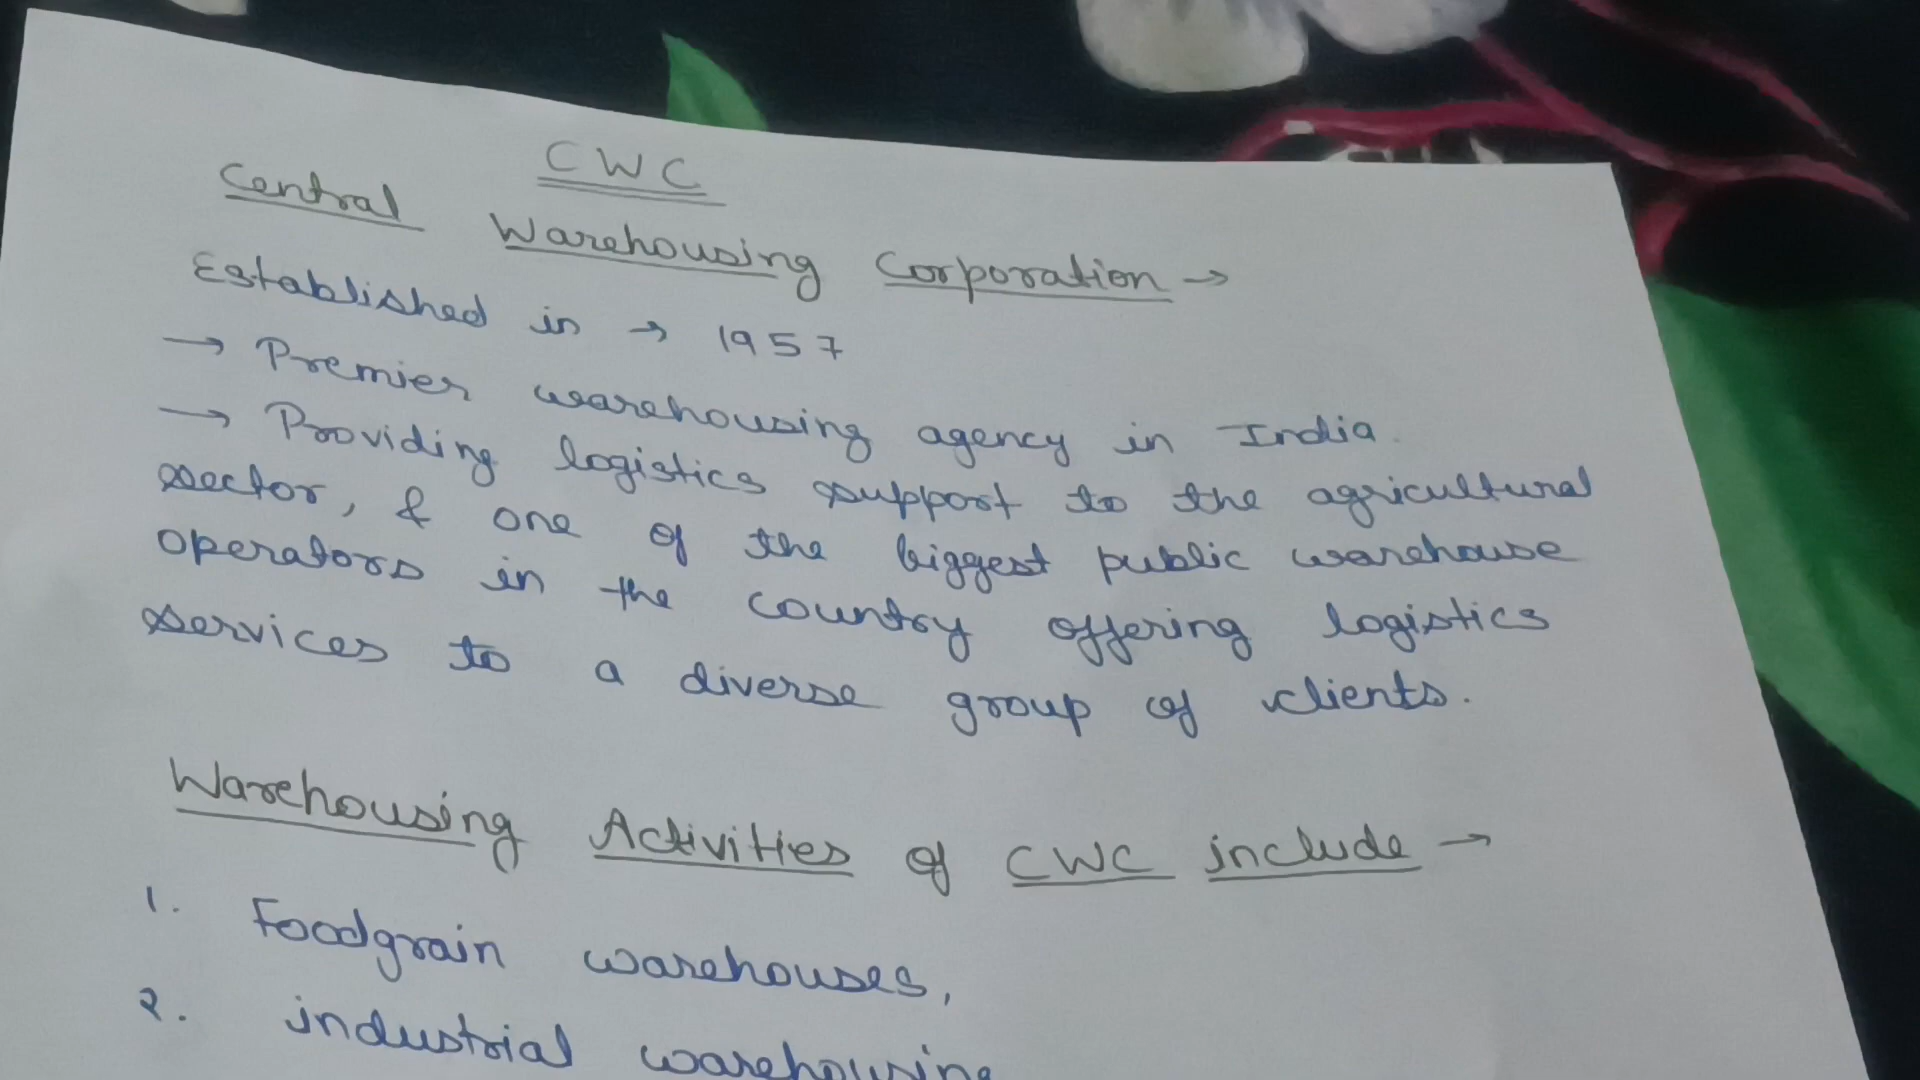 CWC
Central Warehousing Corporation →
Established in → 1957
→ Premier warehousing agency in India.
→ Providing logistics support to the agricultural
sector, & one of the biggest public warehouse
operators in the country offering logistics
services to a diverse group of clients.
Warehousing Activities of CWC include →
1. Foodgrain warehouses,
2. industrial warehousing